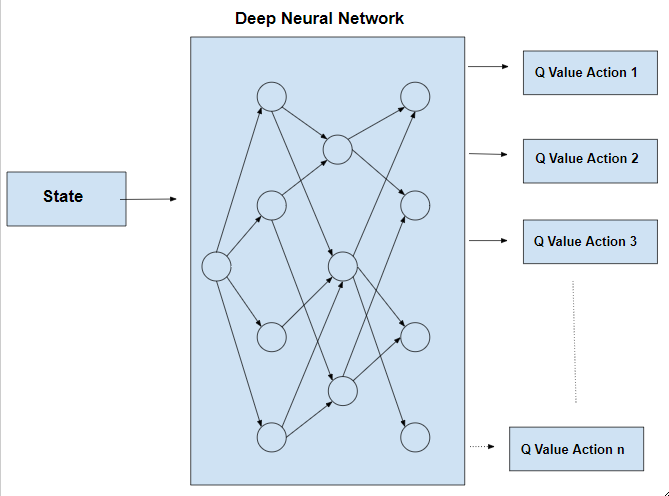 Deep Neural Network
State
Q Value Action 1
Q Value Action 2
Q Value Action 3
Q Value Action n